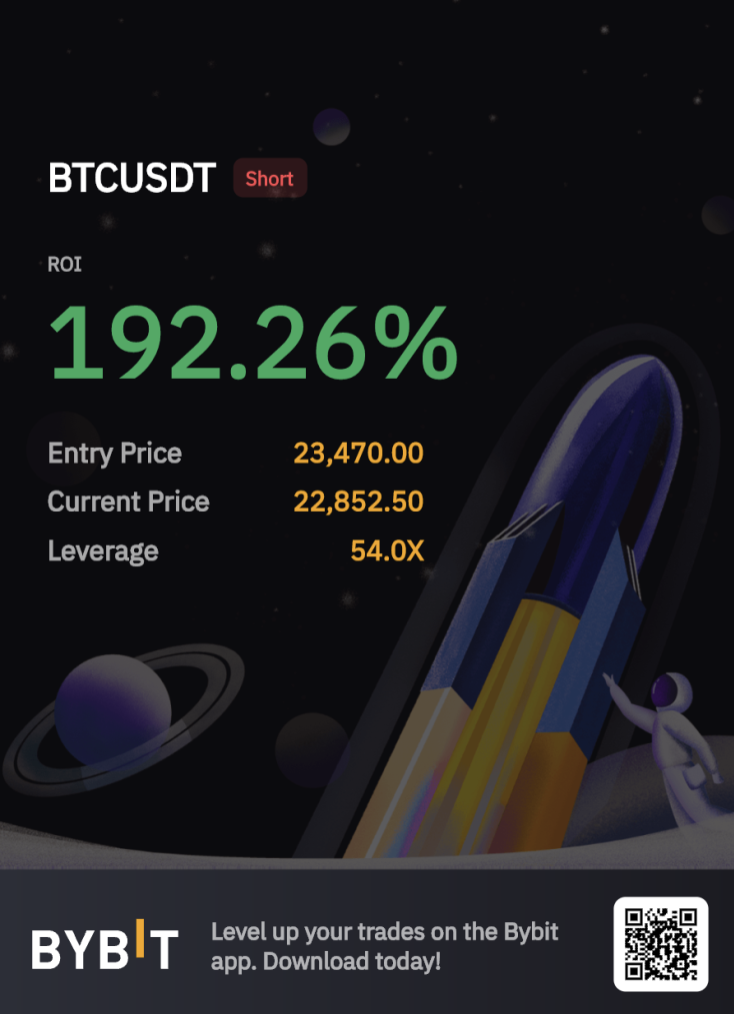 BTCUSDT Short
ROI
192.26%
Entry Price 23,470.00
Current Price 22,852.50
Leverage 54.0X
BYBIT
Level up your trades on the Bybit
app. Download today!